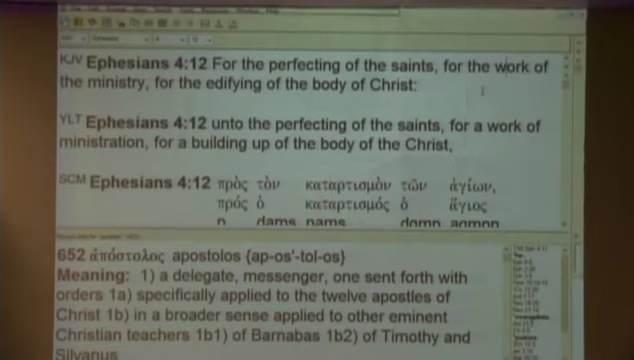 KJV Ephesians 4:12 For the perfecting of the saints, for the work of
the ministry, for the edifying of the body of Christ:
YLT Ephesians 4:12 unto the perfecting of the saints, for a work of
ministration, for a building up of the body of the Christ,
SCM Ephesians 4:12 πρὸς τὸν καταρτισμὸν τῶν ἁγίων,
πρός ὁ καταρτισμός ὁ ἅγιος
652 ἀπόστολος apostolos {ap-os'-tol-os}
Meaning: 1) a delegate, messenger, one sent forth with
orders 1a) specifically applied to the twelve apostles of
Christ 1b) in a broader sense applied to other eminent
Christian teachers 1b1) of Barnabas 1b2) of Timothy and
Silvanus